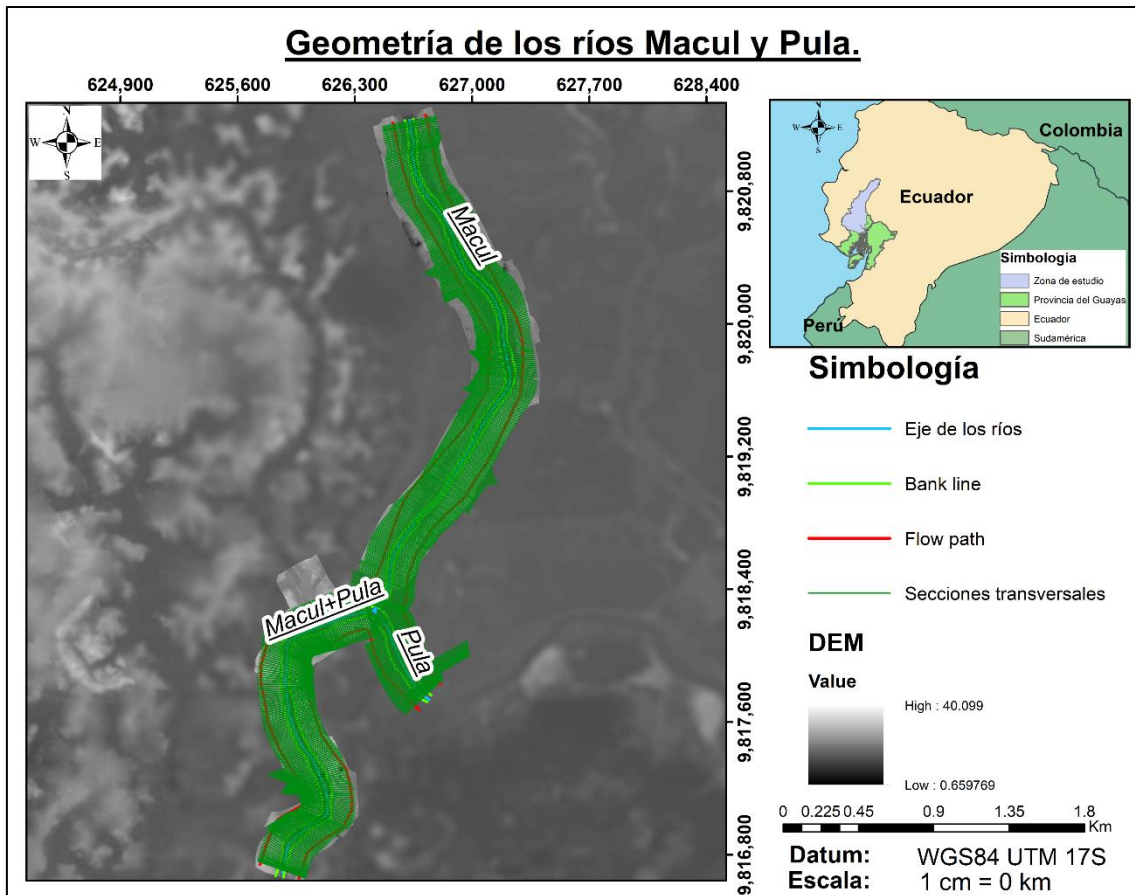 Geometría de los ríos Macul y Pula.
624,900 625,600 626,300 627,000 627,700 628,400
N
W E
S
Macul
Macul+Pula
Pula
9,820,800
9,820,000
9,819,200
9,818,400
9,817,600
9,816,800
N
W E
S
Colombia
Ecuador
Perú
Simbologia
Zona de estudio
Provincia del Guayas
Ecuador
Sudamérica
Simbología
Eje de los ríos
Bank line
Flow path
Secciones transversales
DEM
Value
High : 40.099
Low : 0.659769
0 0.225 0.45 0.9 1.35 1.8
Km
Datum: WGS84 UTM 17S
Escala: 1 cm = 0 km